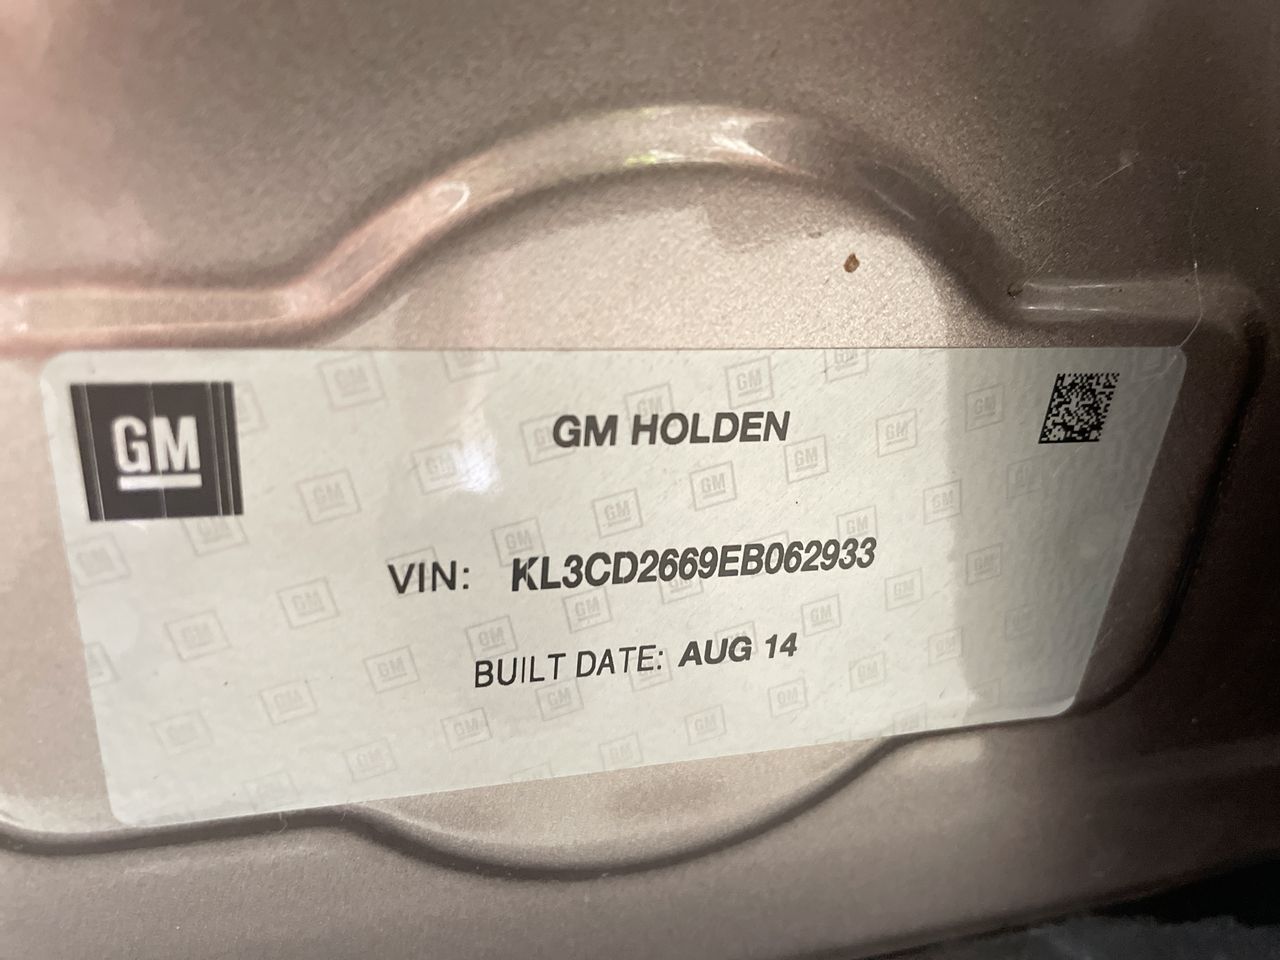 GM
GM HOLDEN
VIN: KL3CD2669EB062933
BUILT DATE: AUG 14